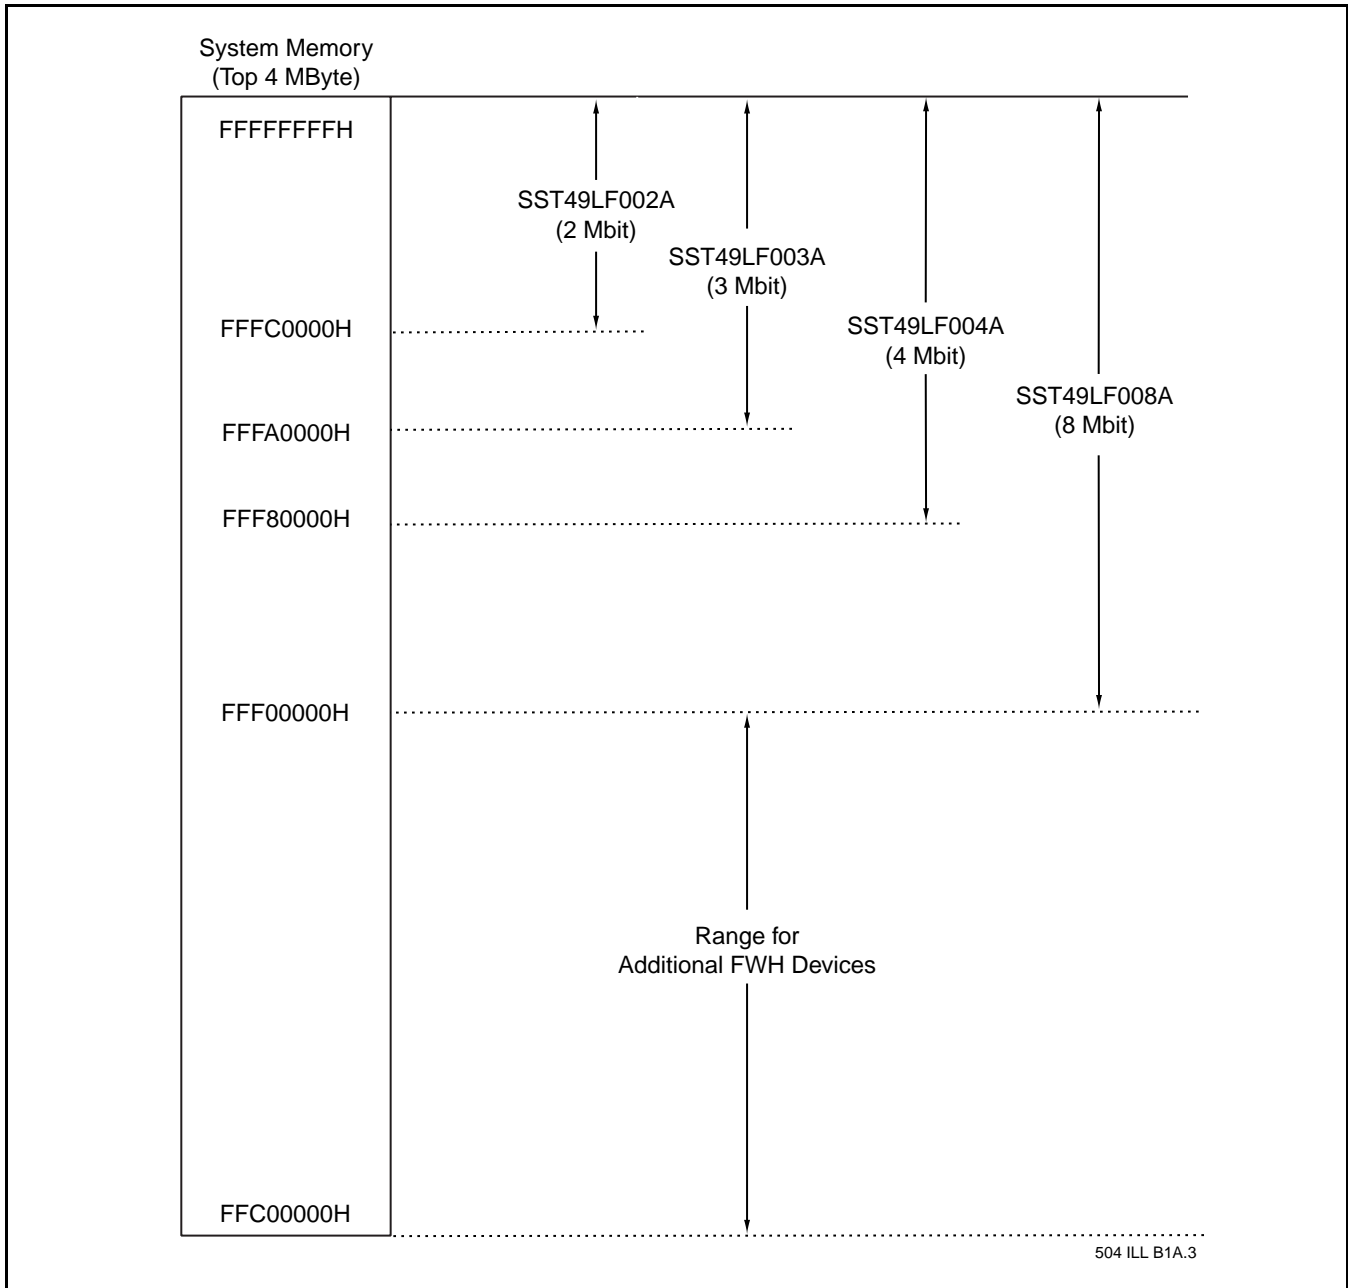 System Memory
(Top 4 MByte)
FFFFFFFFH
SST49LF002A
(2 Mbit)
SST49LF003A
(3 Mbit)
FFFC0000H
SST49LF004A
(4 Mbit)
SST49LF008A
(8 Mbit)
FFFA0000H
FFF80000H
FFF00000H
Range for
Additional FWH Devices
FFC00000H
504 ILL B1A.3